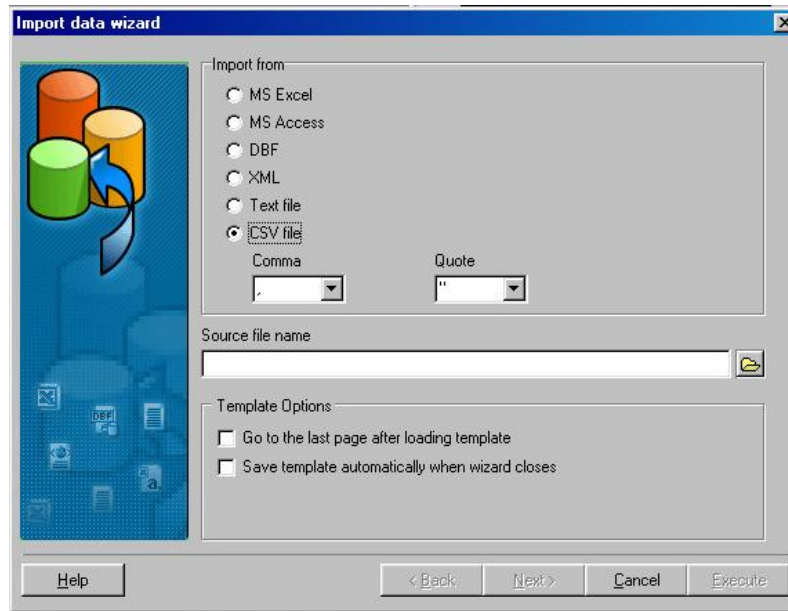 Import data wizard
Import from
MS Excel
MS Access
DBF
XML
Text file
CSV file
Comma Quote
, "
Source file name
Template Options
Go to the last page after loading template
Save template automatically when wizard closes
DBF
a.
Help < Back Next > Cancel Execute